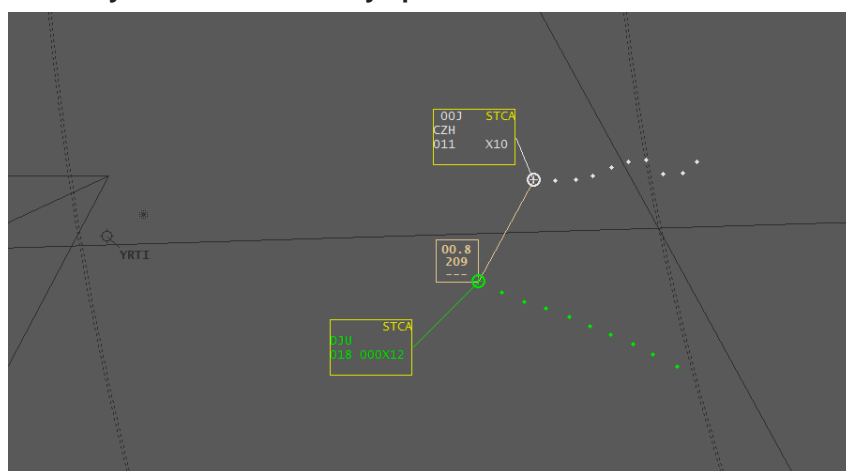 00J STCA
CZH
011 X10
YRTI
00.8
209
---
STCA
DJU
018 000X12